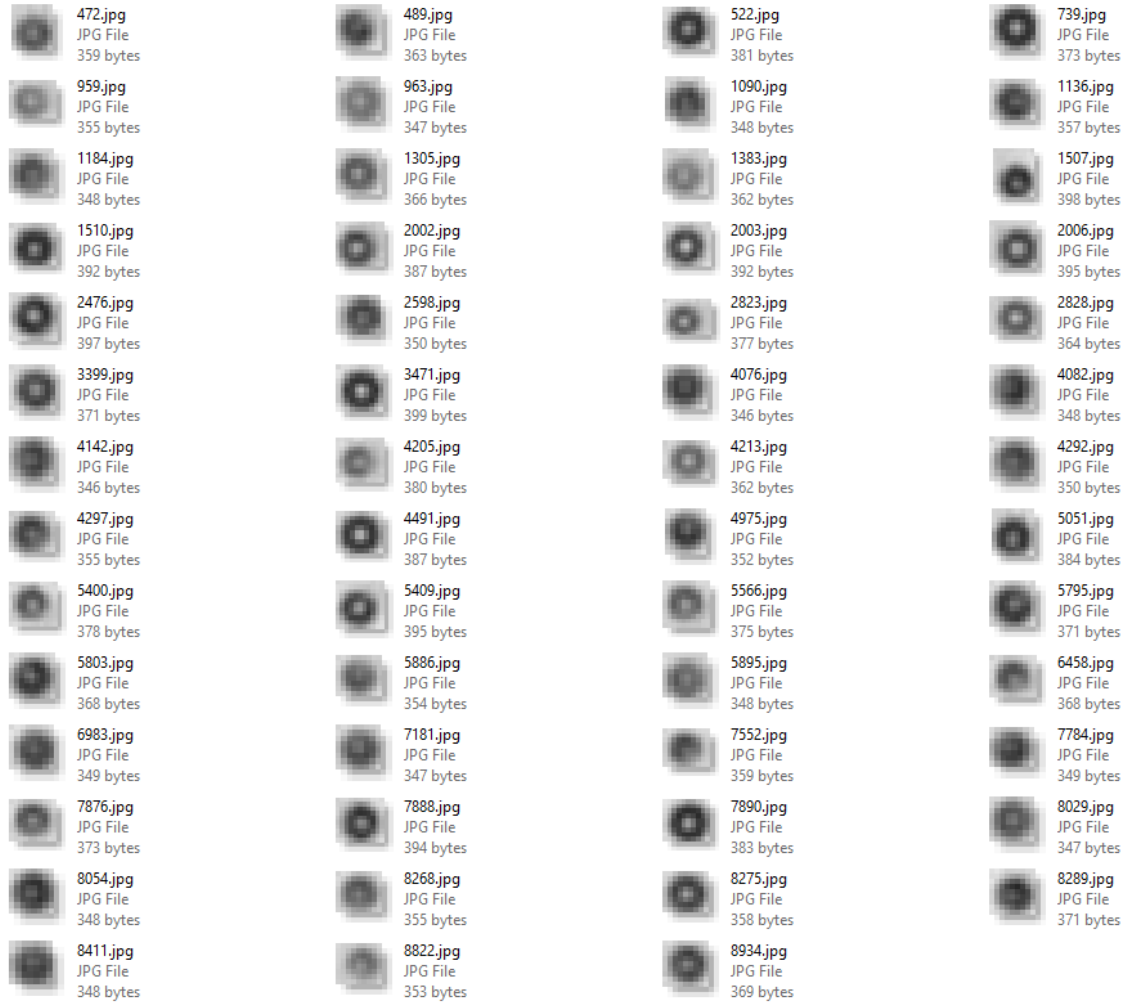 472.jpg
JPG File
359 bytes
489.jpg
JPG File
363 bytes
522.jpg
JPG File
381 bytes
739.jpg
JPG File
373 bytes
959.jpg
JPG File
355 bytes
963.jpg
JPG File
347 bytes
1090.jpg
JPG File
348 bytes
1136.jpg
JPG File
357 bytes
1184.jpg
JPG File
348 bytes
1305.jpg
JPG File
366 bytes
1383.jpg
JPG File
362 bytes
1507.jpg
JPG File
398 bytes
1510.jpg
JPG File
392 bytes
2002.jpg
JPG File
387 bytes
2003.jpg
JPG File
392 bytes
2006.jpg
JPG File
395 bytes
2476.jpg
JPG File
397 bytes
2598.jpg
JPG File
350 bytes
2823.jpg
JPG File
377 bytes
2828.jpg
JPG File
364 bytes
3399.jpg
JPG File
371 bytes
3471.jpg
JPG File
399 bytes
4076.jpg
JPG File
346 bytes
4082.jpg
JPG File
348 bytes
4142.jpg
JPG File
346 bytes
4205.jpg
JPG File
380 bytes
4213.jpg
JPG File
362 bytes
4292.jpg
JPG File
350 bytes
4297.jpg
JPG File
355 bytes
4491.jpg
JPG File
387 bytes
4975.jpg
JPG File
352 bytes
5051.jpg
JPG File
384 bytes
5400.jpg
JPG File
378 bytes
5409.jpg
JPG File
395 bytes
5566.jpg
JPG File
375 bytes
5795.jpg
JPG File
371 bytes
5803.jpg
JPG File
368 bytes
5886.jpg
JPG File
354 bytes
5895.jpg
JPG File
348 bytes
6458.jpg
JPG File
368 bytes
6983.jpg
JPG File
349 bytes
7181.jpg
JPG File
347 bytes
7552.jpg
JPG File
359 bytes
7784.jpg
JPG File
349 bytes
7876.jpg
JPG File
373 bytes
7888.jpg
JPG File
394 bytes
7890.jpg
JPG File
383 bytes
8029.jpg
JPG File
347 bytes
8054.jpg
JPG File
348 bytes
8268.jpg
JPG File
355 bytes
8275.jpg
JPG File
358 bytes
8289.jpg
JPG File
371 bytes
8411.jpg
JPG File
348 bytes
8822.jpg
JPG File
353 bytes
8934.jpg
JPG File
369 bytes